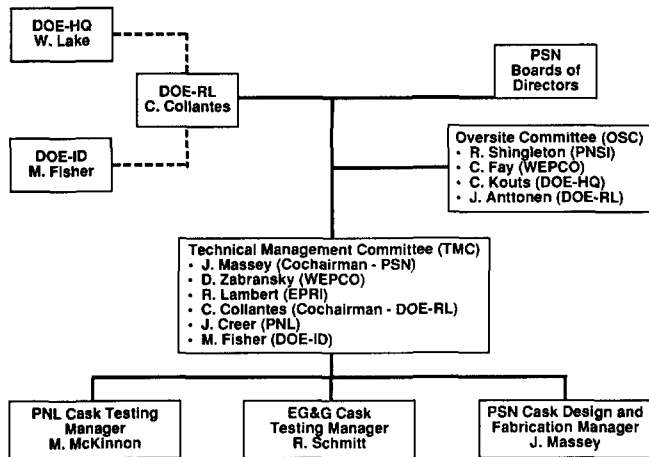 DOE-HQ
W. Lake
DOE-RL
C. Collantes
DOE-ID
M. Fisher
PSN
Boards of
Directors
Oversite Committee (OSC)
• R. Shingleton (PNSI)
• C. Fay (WEPCO)
• C. Kouts (DOE-HQ)
• J. Anttonen (DOE-RL)
Technical Management Committee (TMC)
• J. Massey (Cochairman - PSN)
• D. Zabransky (WEPCO)
• R. Lambert (EPRI)
• C. Collantes (Cochairman - DOE-RL)
• J. Creer (PNL)
• M. Fisher (DOE-ID)
PNL Cask Testing
Manager
M. McKinnon
EG&G Cask
Testing Manager
R. Schmitt
PSN Cask Design and
Fabrication Manager
J. Massey